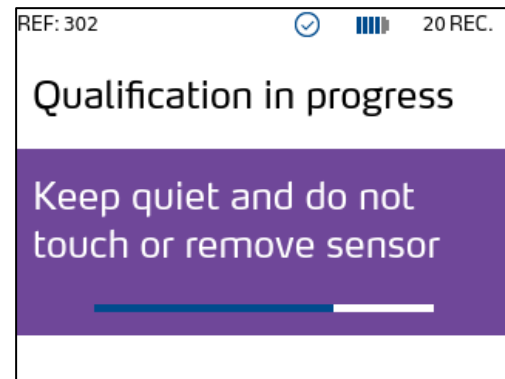 REF: 302 20 REC.
Qualification in progress
Keep quiet and do not
touch or remove sensor